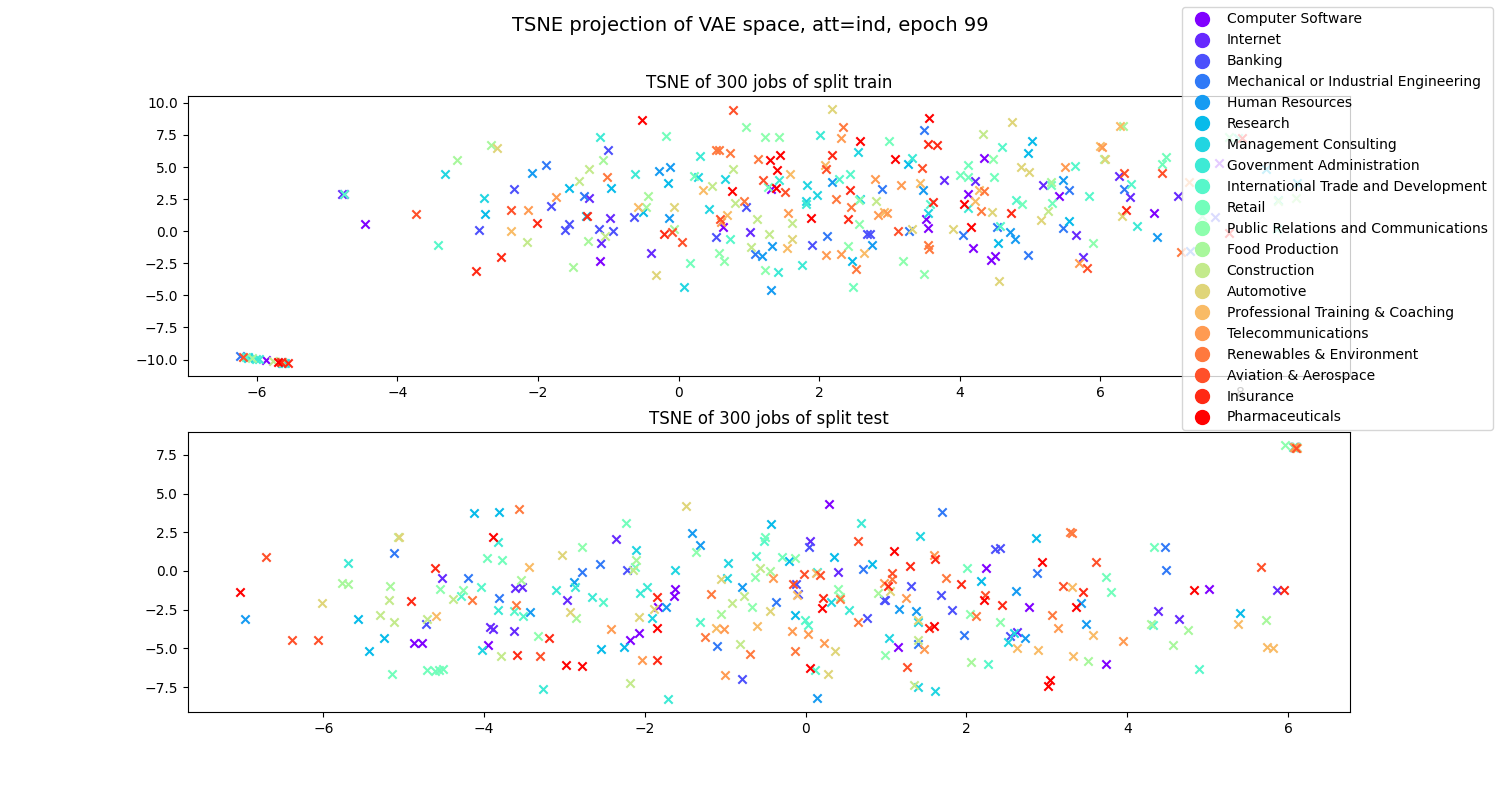 TSNE projection of VAE space, att=ind, epoch 99
TSNE of 300 jobs of split train
10.0
7.5
5.0
2.5
0.0
−2.5
−5.0
−7.5
−10.0
−6
−4
−2
0
2
4
6
8
Computer Software
Internet
Banking
Mechanical or Industrial Engineering
Human Resources
Research
Management Consulting
Government Administration
International Trade and Development
Retail
Public Relations and Communications
Food Production
Construction
Automotive
Professional Training & Coaching
Telecommunications
Renewables & Environment
Aviation & Aerospace
Insurance
Pharmaceuticals
TSNE of 300 jobs of split test
7.5
5.0
2.5
0.0
−2.5
−5.0
−7.5
−6
−4
−2
0
2
4
6